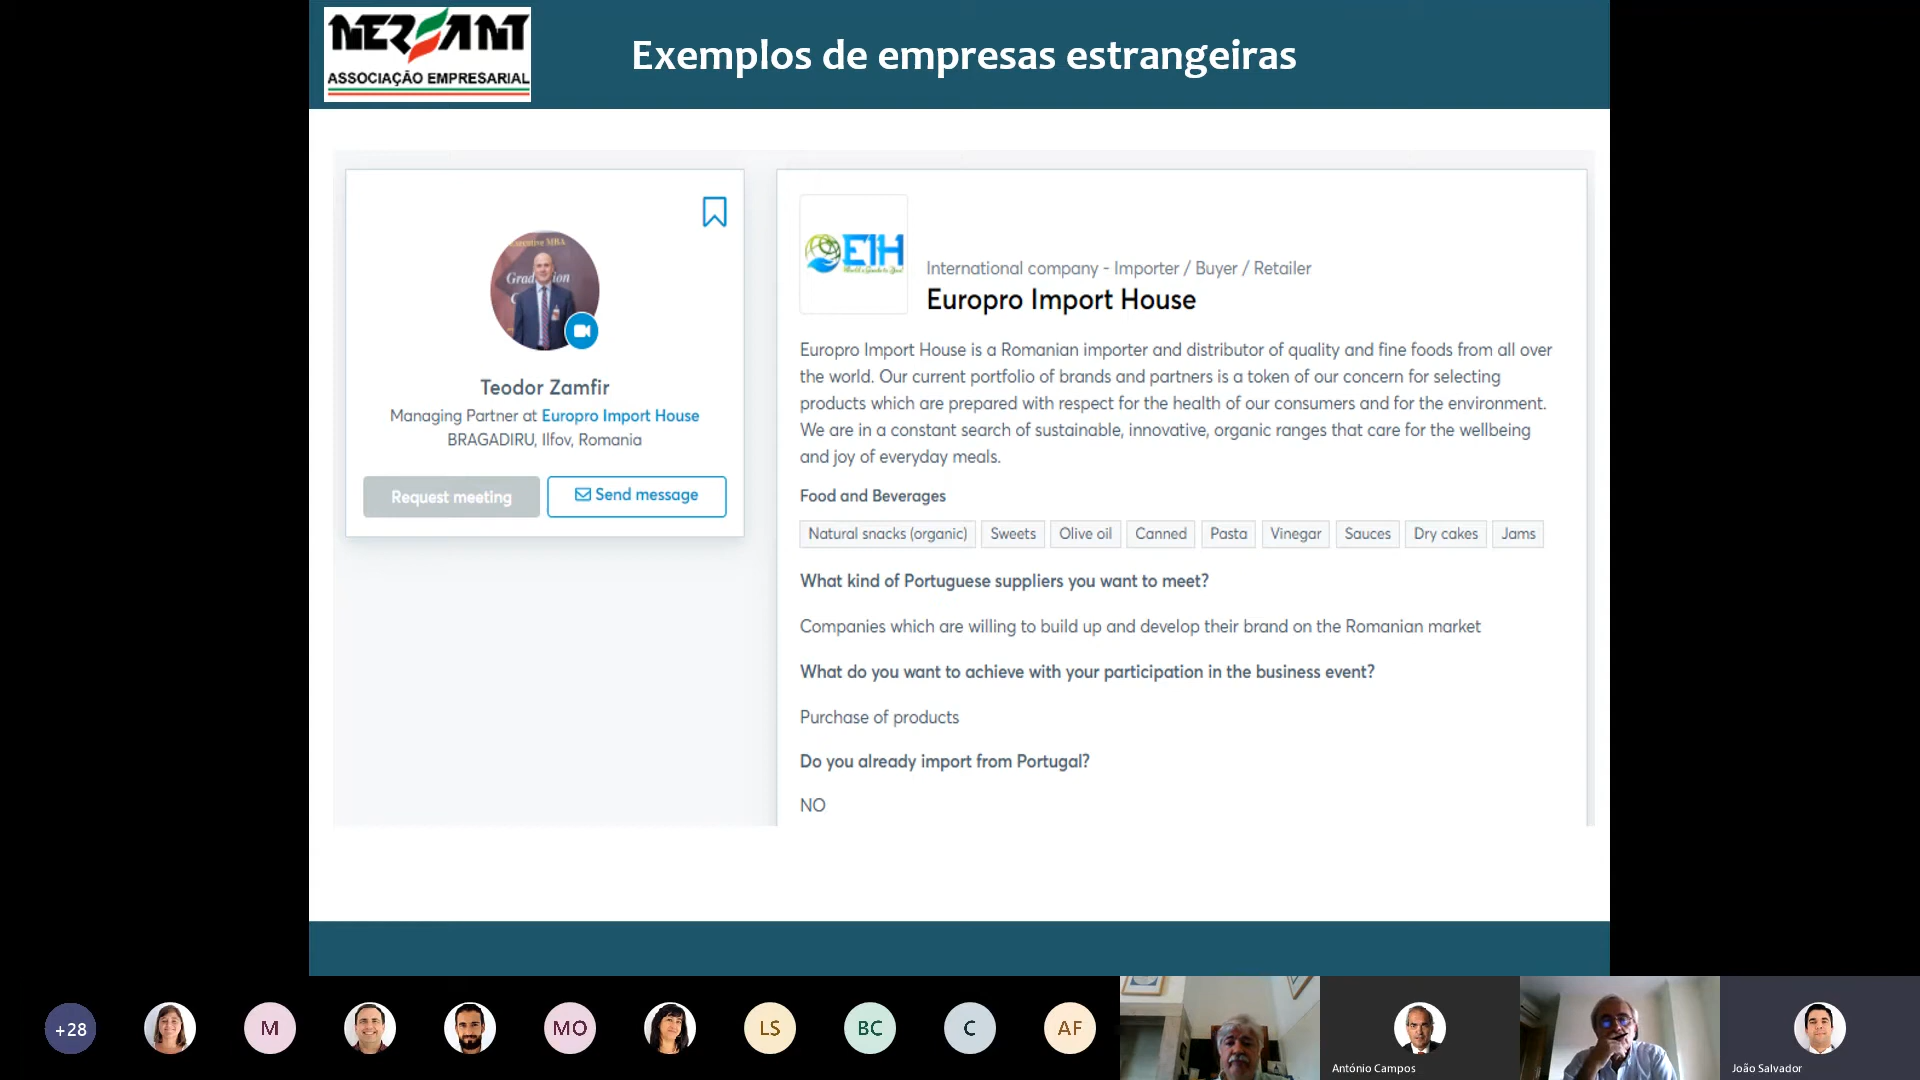 NERSANT
ASSOCIAÇÃO EMPRESARIAL
Exemplos de empresas estrangeiras
Executive MBA
Teodor Zamfir
Managing Partner at Europro Import House
BRAGADIRU, Ilfov, Romania
Request meeting
Send message
EIH
World's Goods to You!
International company - Importer / Buyer / Retailer
Europro Import House
Europro Import House is a Romanian importer and distributor of quality and fine foods from all over
the world. Our current portfolio of brands and partners is a token of our concern for selecting
products which are prepared with respect for the health of our consumers and for the environment.
We are in a constant search of sustainable, innovative, organic ranges that care for the wellbeing
and joy of everyday meals.
Food and Beverages
Natural snacks (organic) Sweets Olive oil Canned Pasta Vinegar Sauces Dry cakes Jams
What kind of Portuguese suppliers you want to meet?
Companies which are willing to build up and develop their brand on the Romanian market
What do you want to achieve with your participation in the business event?
Purchase of products
Do you already import from Portugal?
NO
+28 M MO LS BC C AF
António Campos
João Salvador